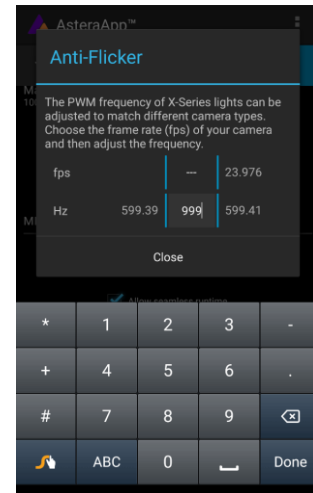 AsteraApp™
Anti-Flicker
The PWM frequency of X-Series lights can be
adjusted to match different camera types.
Choose the frame rate (fps) of your camera
and then adjust the frequency.
fps --- 23.976
Hz 599.39 999 599.41
Close
Allow seamless runtime
* 1 2 3 -
+ 4 5 6 .
# 7 8 9
ABC 0 Done